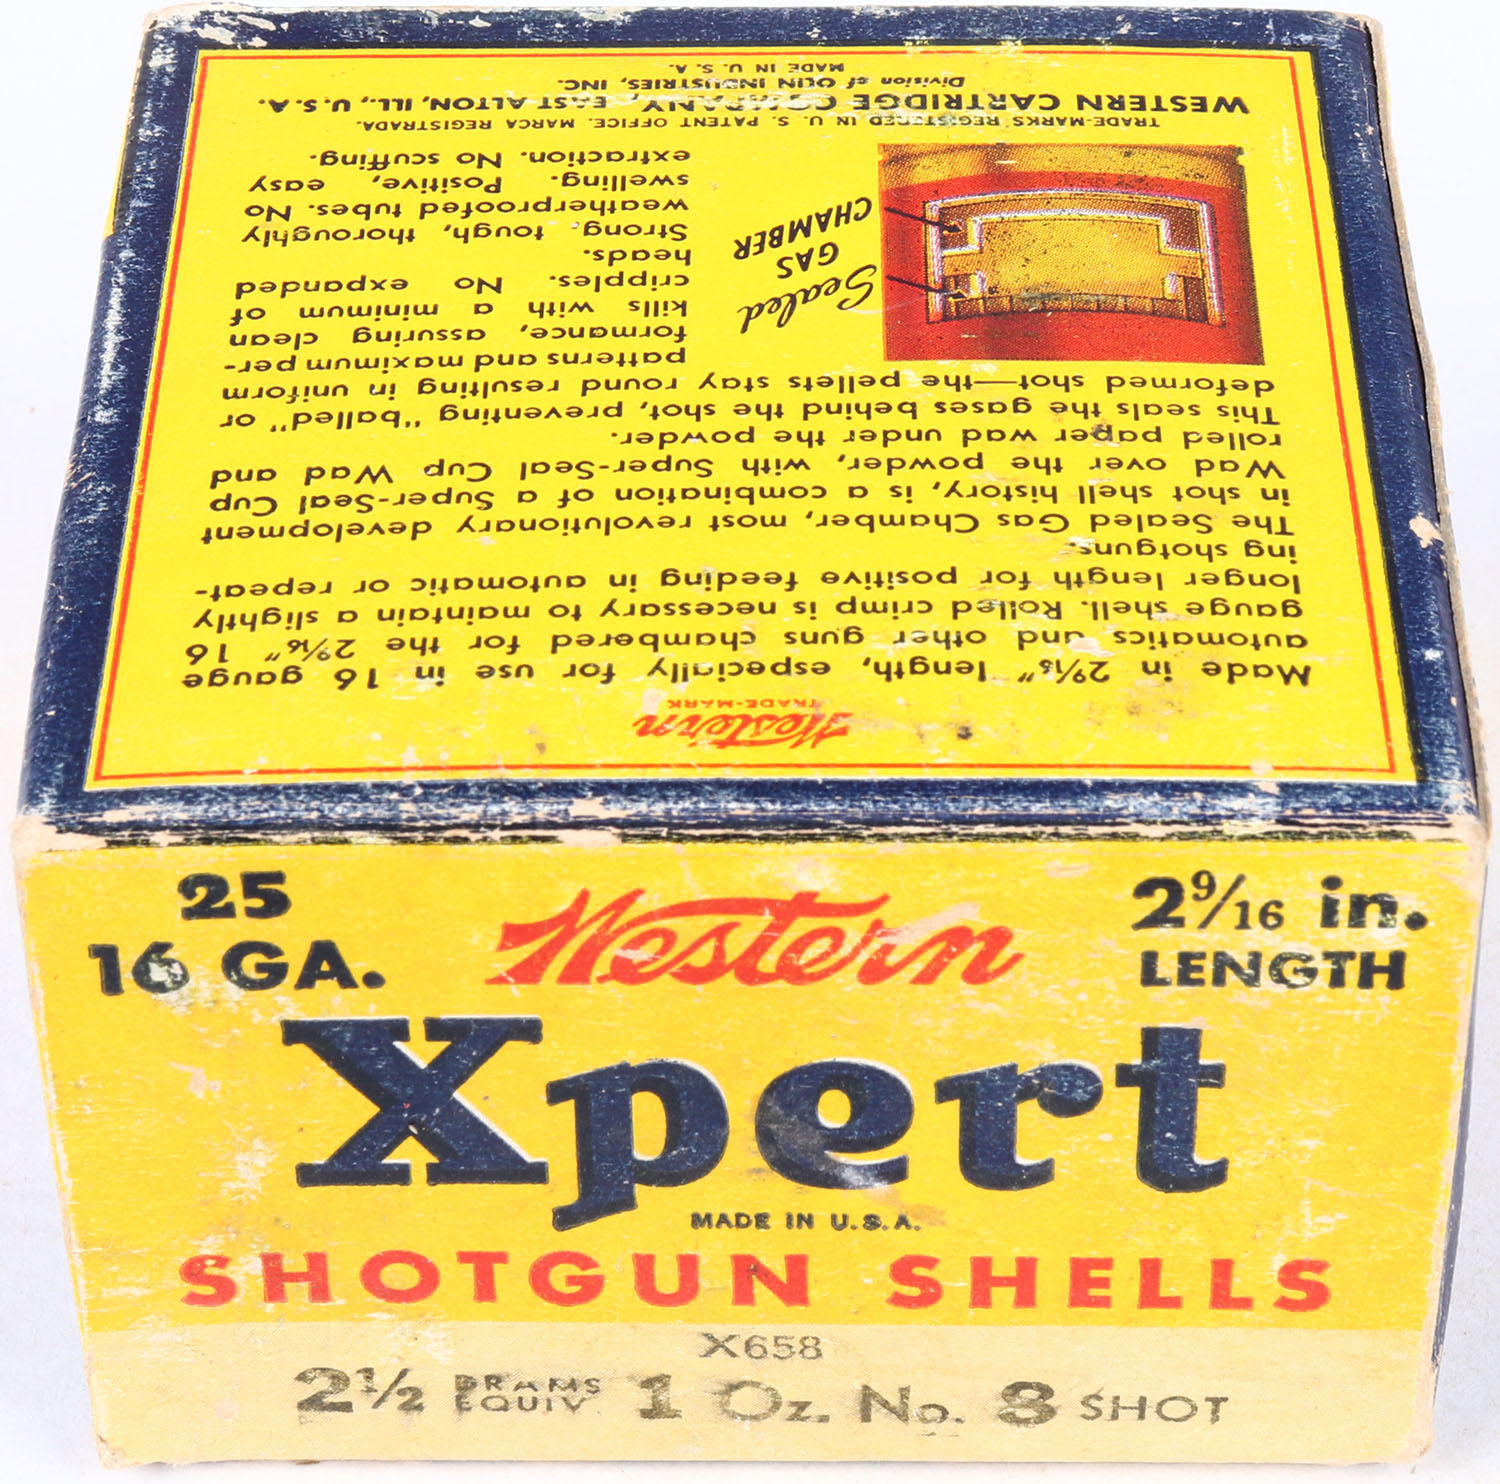 Western
TRADE-MARK
Made in 2 9/16" length, especially for use in 16 gauge
automatics and other guns chambered for the 2 9/16" 16
gauge shell. Rolled crimp is necessary to maintain a slightly
longer length for positive feeding in automatic or repeat-
ing shotguns.
The Sealed Gas Chamber, most revolutionary development
in shot shell history, is a combination of a Super-Seal Cup
Wad over the powder, with Super-Seal Cup Wad and
rolled paper wad under the powder.
This seals the gases behind the shot, preventing "balled" or
deformed shot—the pellets stay round resulting in uniform
patterns and maximum per-
formance, assuring clean
kills with a minimum of
cripples. No expanded
heads.
Strong, tough, thoroughly
weatherproofed tubes. No
swelling. Positive, easy
extraction. No scuffing.
Sealed
GAS
CHAMBER
TRADE-MARKS REGISTERED IN U. S. PATENT OFFICE. MARCA REGISTRADA.
WESTERN CARTRIDGE COMPANY, EAST ALTON, ILL., U.S.A.
Division of OLIN INDUSTRIES, INC.
MADE IN U. S. A.
25
16 GA.
Western
2 9/16 in.
LENGTH
Xpert
MADE IN U.S.A.
SHOTGUN SHELLS
X658
2 1/2 DRAMS EQUIV 1 Oz. No. 8 SHOT